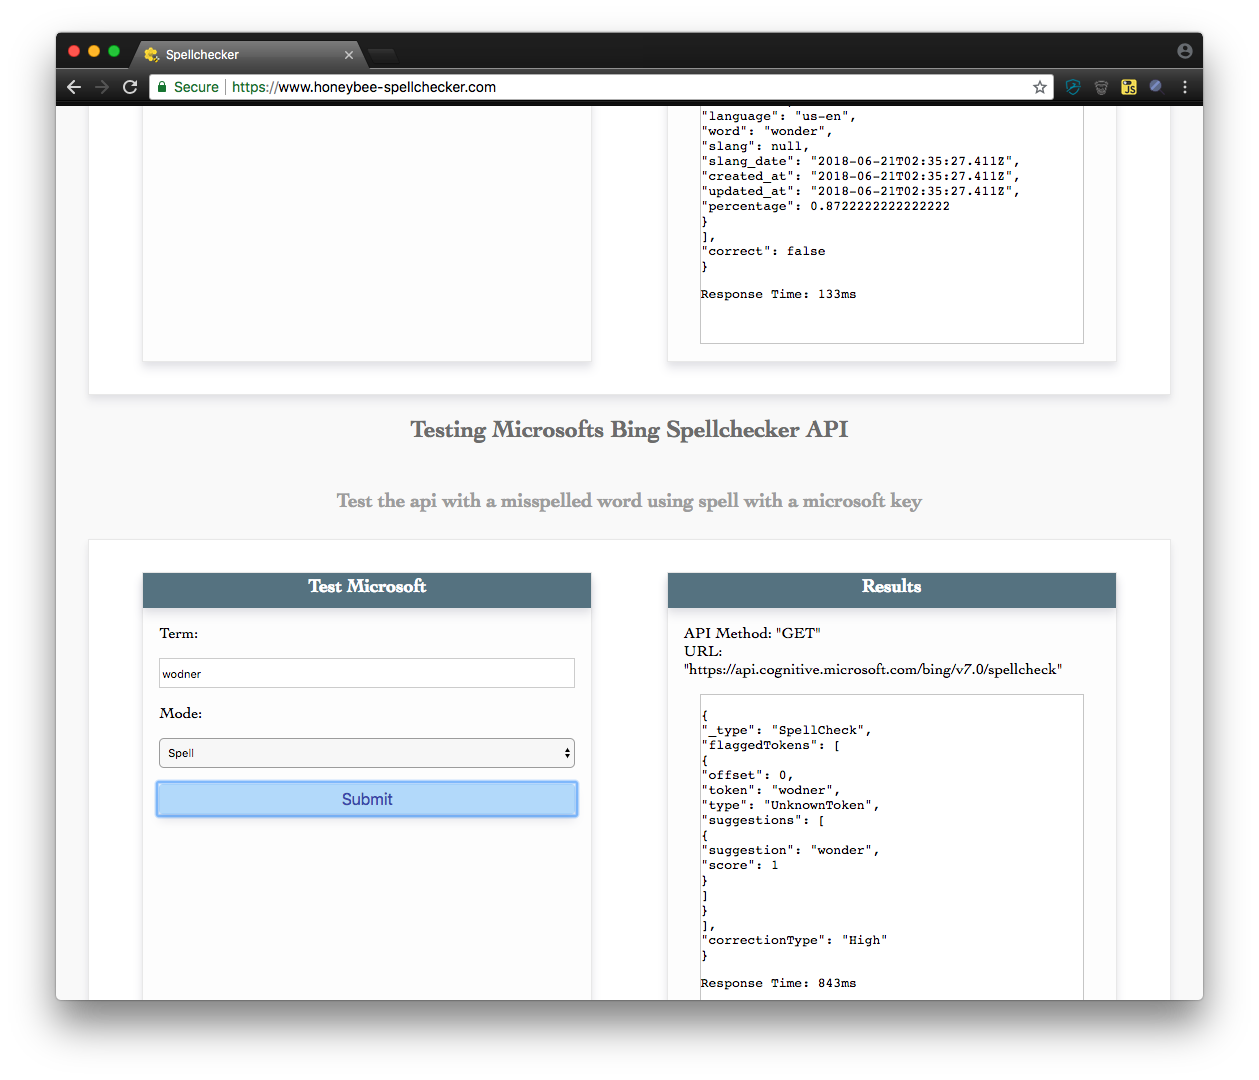 Spellchecker
Secure
https://www.honeybee-spellchecker.com
JS
"language": "us-en",
"word": "wonder",
"slang": null,
"slang_date": "2018-06-21T02:35:27.411Z",
"created_at": "2018-06-21T02:35:27.411Z",
"updated_at": "2018-06-21T02:35:27.411Z",
"percentage": 0.8722222222222222
}
],
"correct": false
}
Response Time: 133ms
Testing Microsofts Bing Spellchecker API
Test the api with a misspelled word using spell with a microsoft key
Test Microsoft
Term:
wodner
Mode:
Spell
Submit
Results
API Method: "GET"
URL:
"https://api.cognitive.microsoft.com/bing/v7.0/spellcheck"
{
"_type": "SpellCheck",
"flaggedTokens": [
{
"offset": 0,
"token": "wodner",
"type": "UnknownToken",
"suggestions": [
{
"suggestion": "wonder",
"score": 1
}
]
}
],
"correctionType": "High"
}
Response Time: 843ms